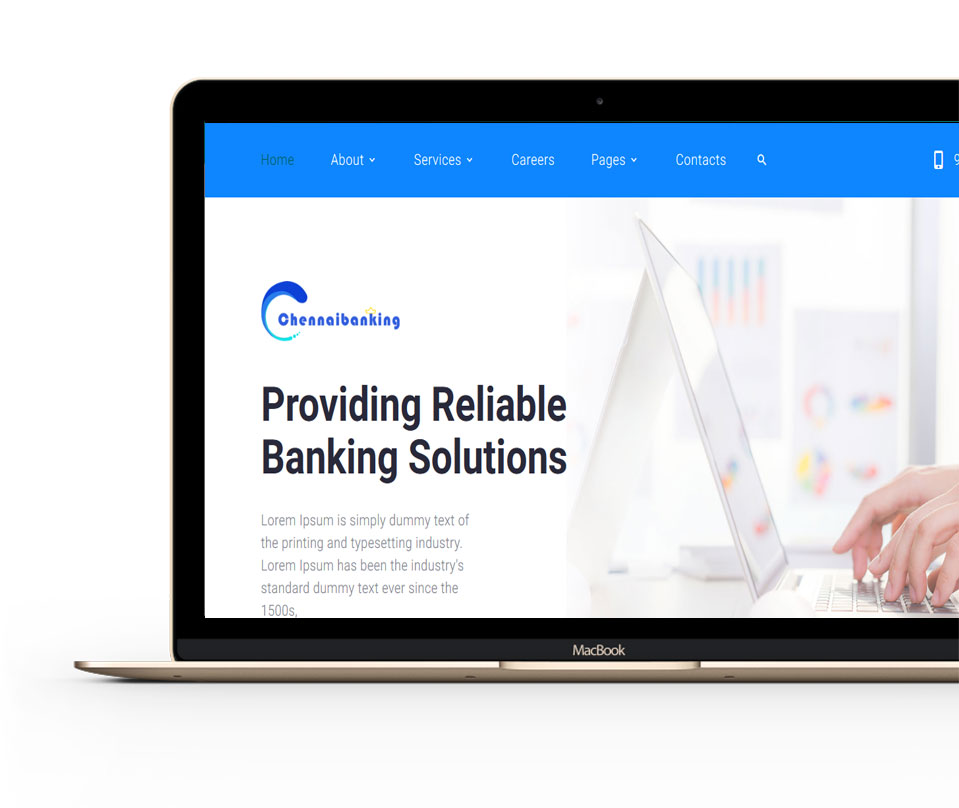 Home About Services Careers Pages Contacts 9
Chennaibanking
Providing Reliable
Banking Solutions
Lorem Ipsum is simply dummy text of
the printing and typesetting industry.
Lorem Ipsum has been the industry's
standard dummy text ever since the
1500s,
MacBook